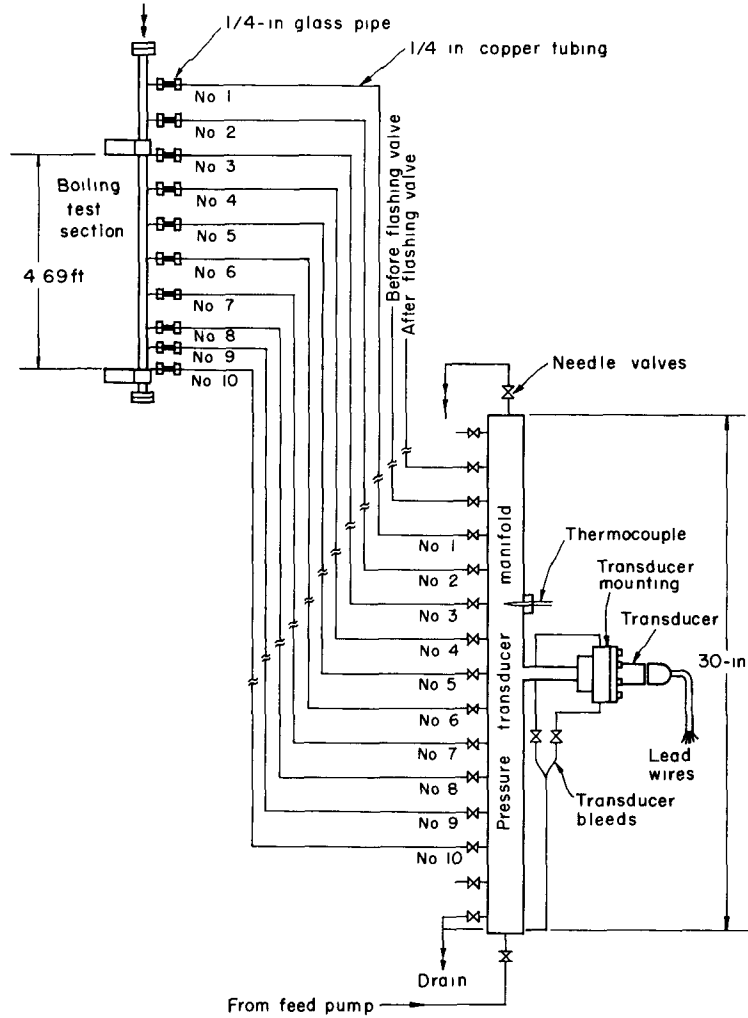 1/4-in glass pipe
1/4 in copper tubing
No 1
No 2
No 3
No 4
No 5
No 6
No 7
No 8
No 9
No 10
Boiling
test
section
4 69ft
Before flashing valve
After flashing valve
Needle valves
No 1
No 2
No 3
No 4
No 5
No 6
No 7
No 8
No 9
No 10
Pressure transducer manifold
Thermocouple
Transducer
mounting
Transducer
30-in
Lead
wires
Transducer
bleeds
Drain
From feed pump